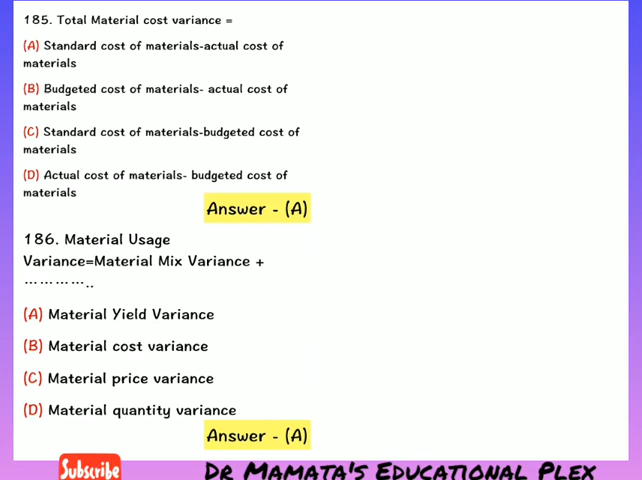 185. Total Material cost variance =
(A) Standard cost of materials-actual cost of
materials
(B) Budgeted cost of materials- actual cost of
materials
(C) Standard cost of materials-budgeted cost of
materials
(D) Actual cost of materials- budgeted cost of
materials
Answer - (A)
186. Material Usage
Variance=Material Mix Variance +
…………..
(A) Material Yield Variance
(B) Material cost variance
(C) Material price variance
(D) Material quantity variance
Answer - (A)
Subscribe
Dr Mamata's Educational Plex